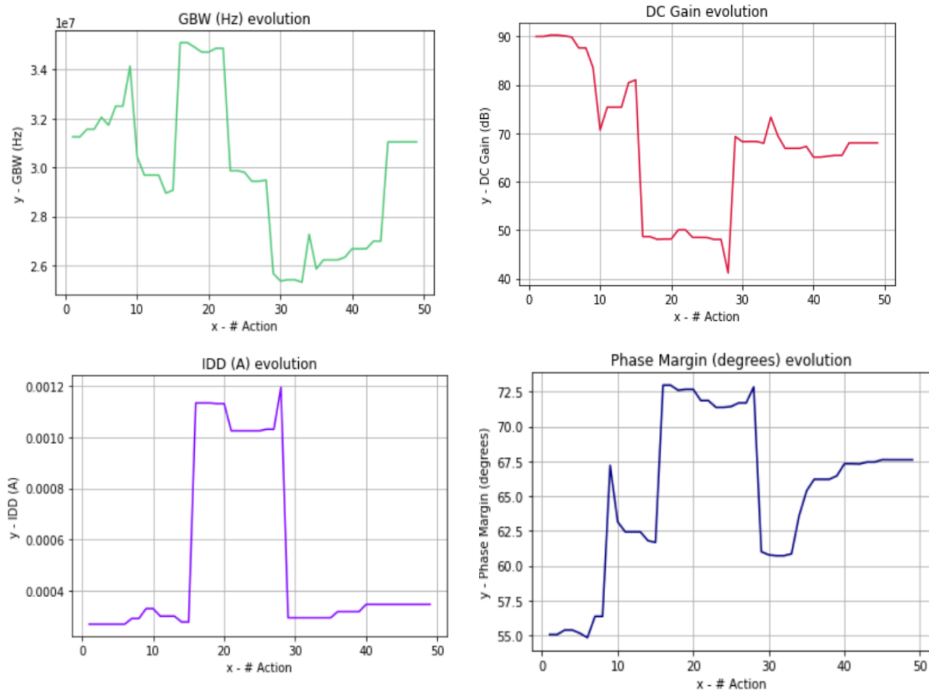 GBW (Hz) evolution
1e7
3.4
3.2
3.0
2.8
2.6
y - GBW (Hz)
0 10 20 30 40 50
x - # Action
DC Gain evolution
90
80
70
60
50
40
y - DC Gain (dB)
0 10 20 30 40 50
x - # Action
IDD (A) evolution
0.0012
0.0010
0.0008
0.0006
0.0004
y - IDD (A)
0 10 20 30 40 50
x - # Action
Phase Margin (degrees) evolution
72.5
70.0
67.5
65.0
62.5
60.0
57.5
55.0
y - Phase Margin (degrees)
0 10 20 30 40 50
x - # Action